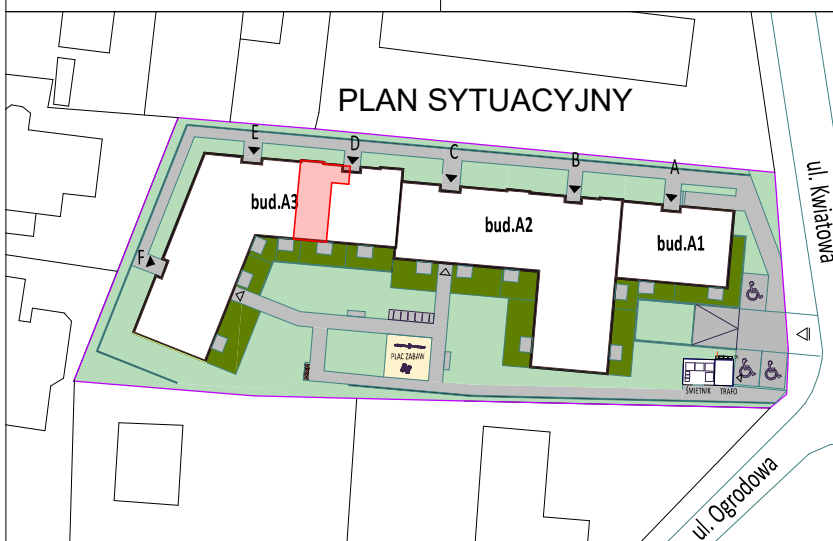 PLAN SYTUACYJNY
E
D
C
B
A
ul. Kwiatowa
bud.A3
bud.A2
bud.A1
F
PLAC ZABAW
ŚMIETNIK
TRAFO
ul. Ogrodowa